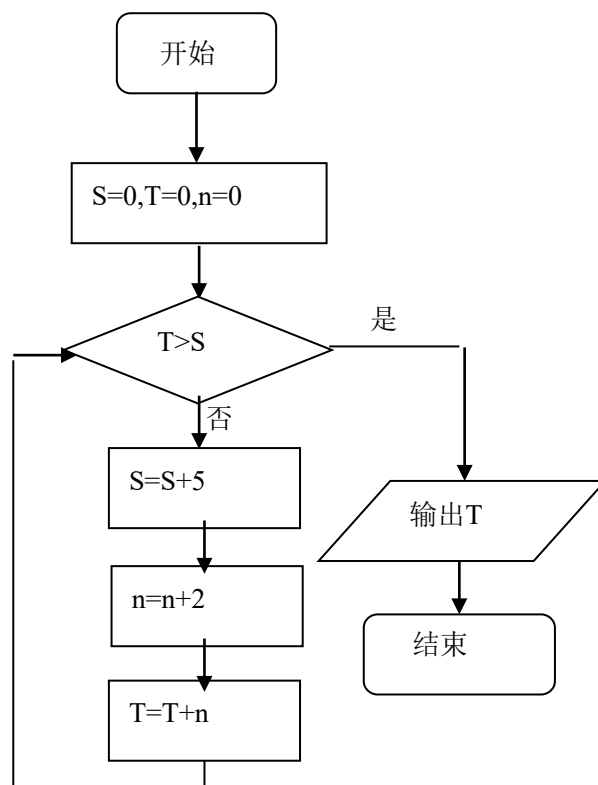 开始
S=0,T=0,n=0
T>S
是
否
S=S+5
输出T
n=n+2
结束
T=T+n